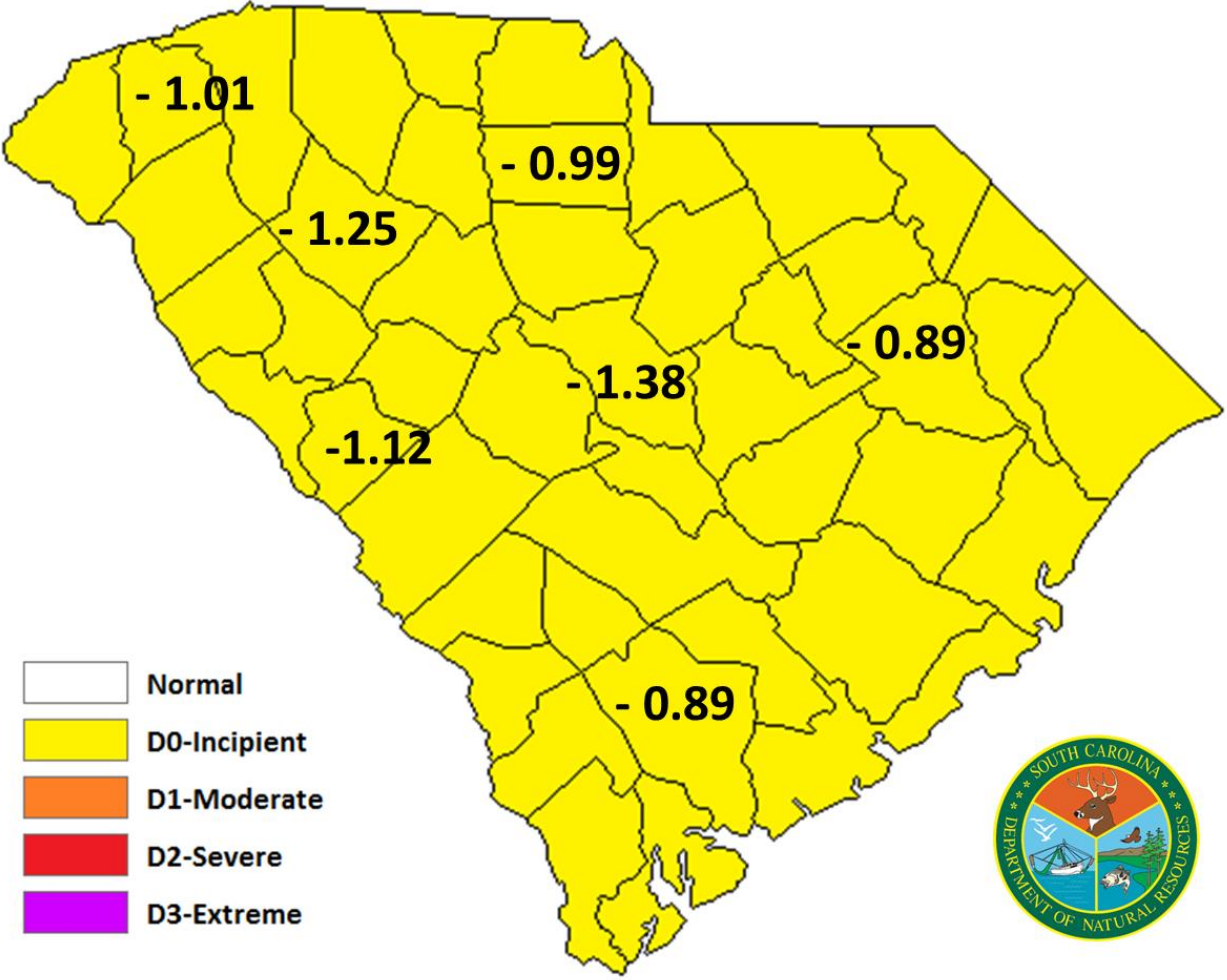 - 1.01
- 0.99
- 1.25
- 0.89
- 1.38
-1.12
- 0.89
Normal
D0-Incipient
D1-Moderate
D2-Severe
D3-Extreme
SOUTH CAROLINA
DEPARTMENT OF NATURAL RESOURCES